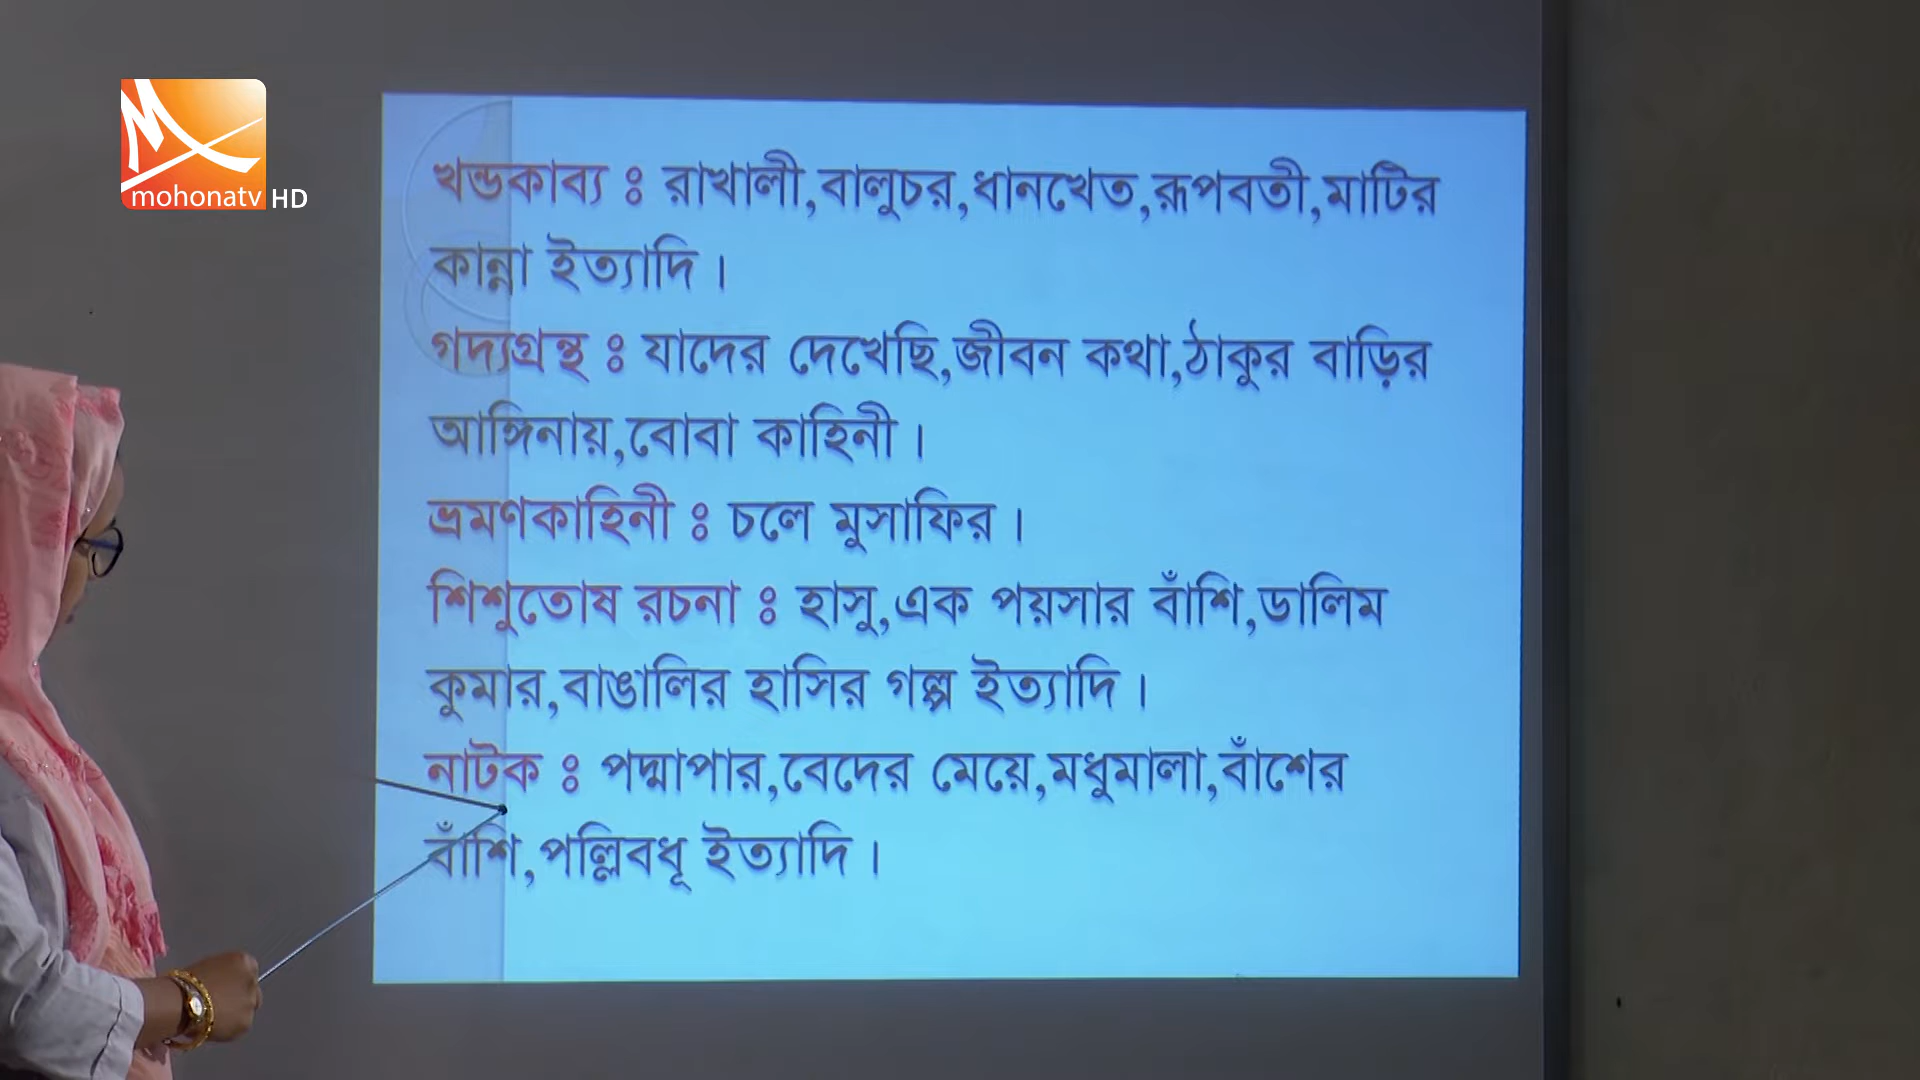 mohonatv HD
খন্ডকাব্য ঃ রাখালী,বালুচর,ধানখেত,রূপবতী,মাটির
কান্না ইত্যাদি।
গদ্যগ্রন্থ ঃ যাদের দেখেছি,জীবন কথা,ঠাকুর বাড়ির
আঙ্গিনায়,বোবা কাহিনী।
ভ্রমণকাহিনী ঃ চলে মুসাফির।
শিশুতোষ রচনা ঃ হাসু,এক পয়সার বাঁশি,ডালিম
কুমার,বাঙালির হাসির গল্প ইত্যাদি।
নাটক ঃ পদ্মাপার,বেদের মেয়ে,মধুমালা,বাঁশের
বাঁশি,পল্লিবধূ ইত্যাদি।